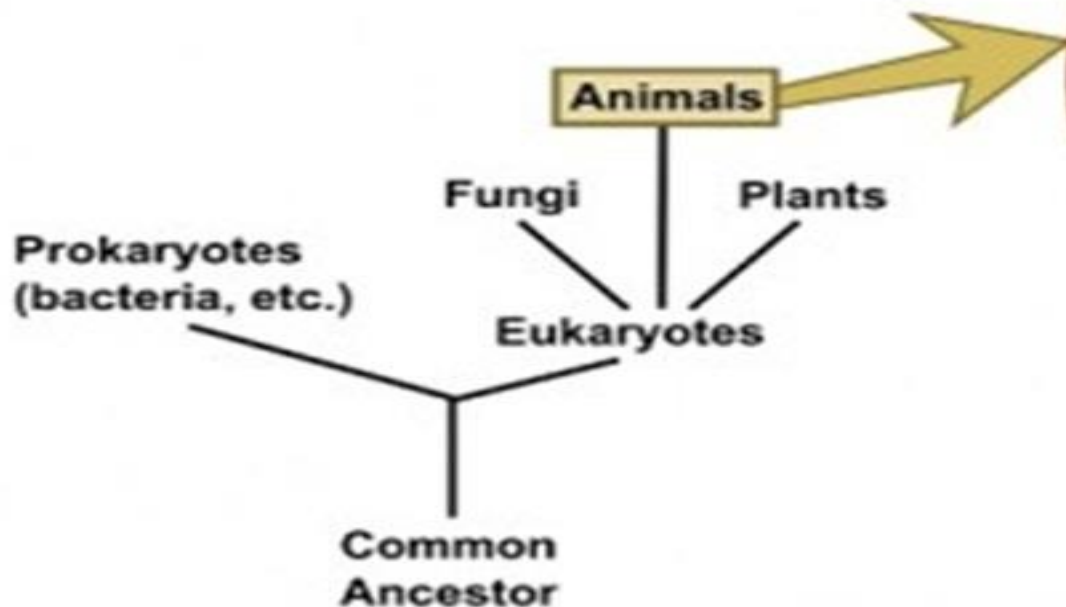 Animals
Fungi
Plants
Prokaryotes
(bacteria, etc.)
Eukaryotes
Common
Ancestor